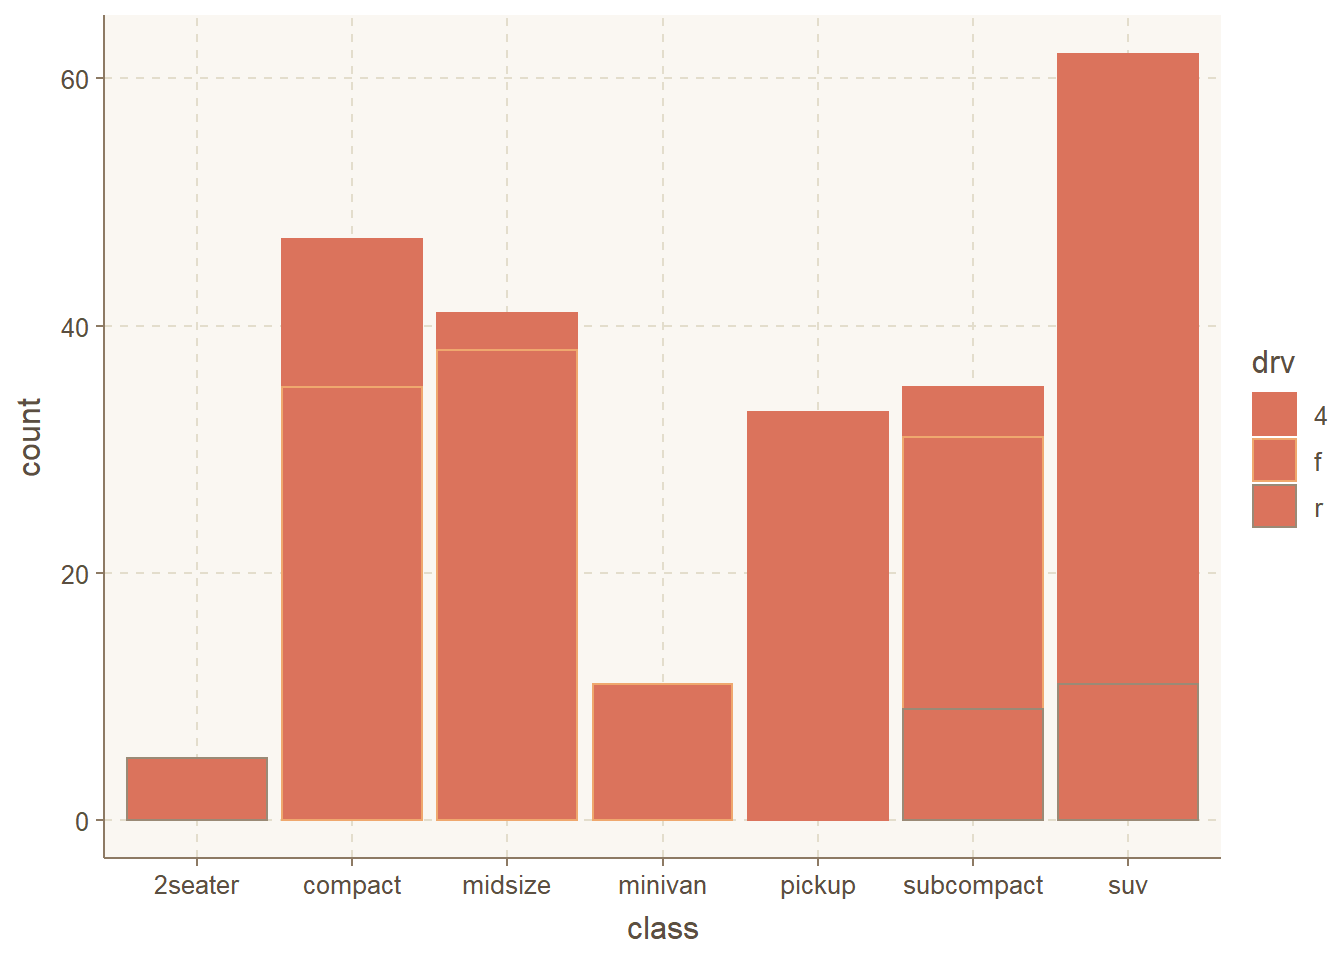 60
40
20
0
count
2seater
compact
midsize
minivan
pickup
subcompact
suv
class
drv
4
f
r